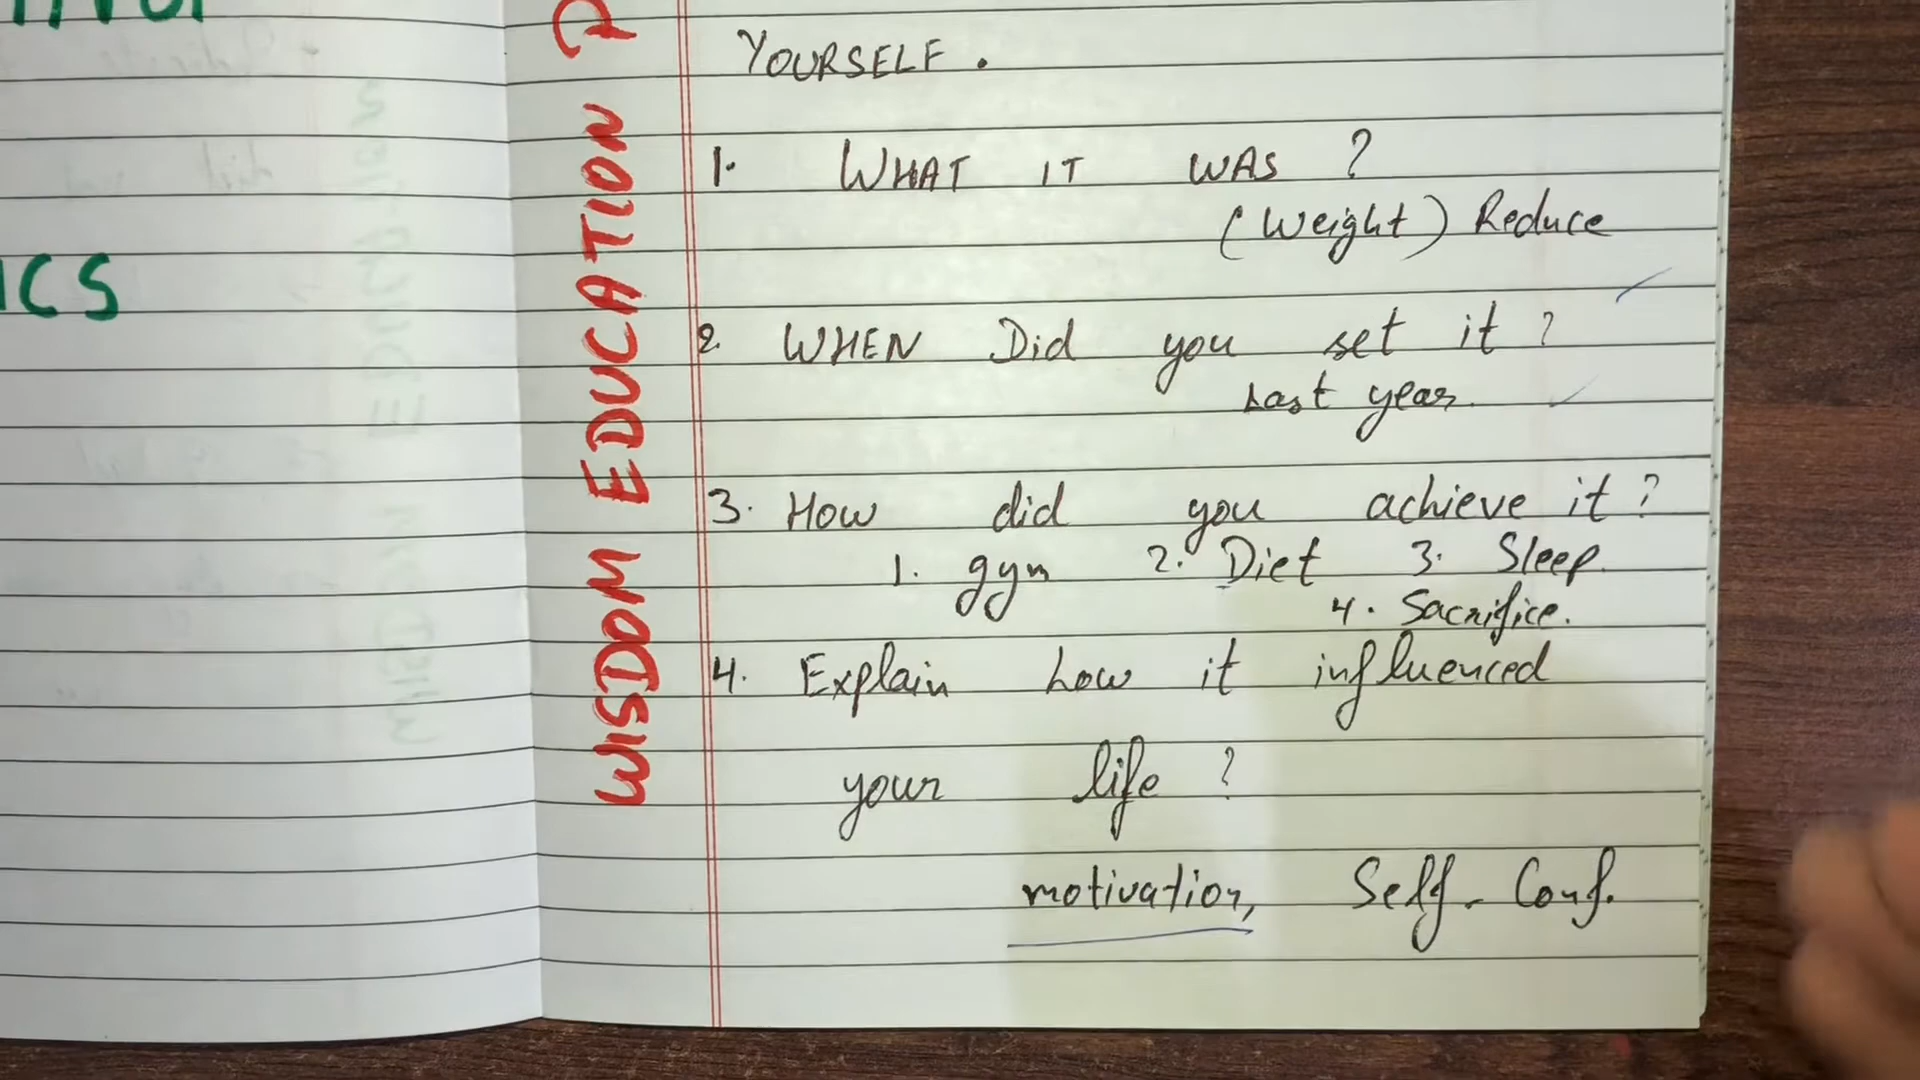 ICS
WISDOM EDUCATION
YOURSELF.
1. WHAT IT WAS ?
(Weight) Reduce
2. WHEN Did you set it ?
Last year.
3. How did you achieve it ?
1. gym 2. Diet 3. Sleep.
4. Sacrifice.
4. Explain how it influenced
your life ?
motivation, Self - Conf.